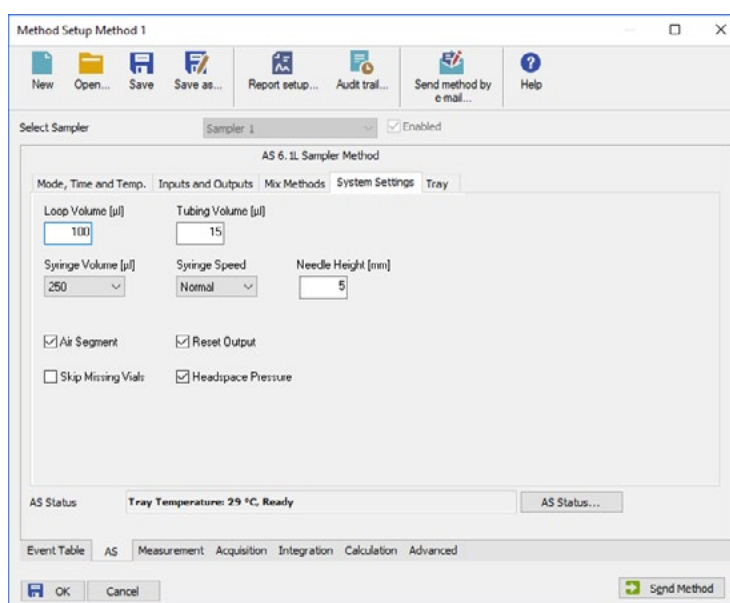 Method Setup Method 1
New Open... Save Save as... Report setup... Audit trail... Send method by e-mail... Help
Select Sampler Sampler 1 Enabled
AS 6.1L Sampler Method
Mode, Time and Temp. Inputs and Outputs Mix Methods System Settings Tray
Loop Volume [µl] Tubing Volume [µl]
100 15
Syringe Volume [µl] Syringe Speed Needle Height [mm]
250 Normal 5
Air Segment Reset Output
Skip Missing Vials Headspace Pressure
AS Status Tray Temperature: 29 °C, Ready AS Status...
Event Table AS Measurement Acquisition Integration Calculation Advanced
OK Cancel Send Method